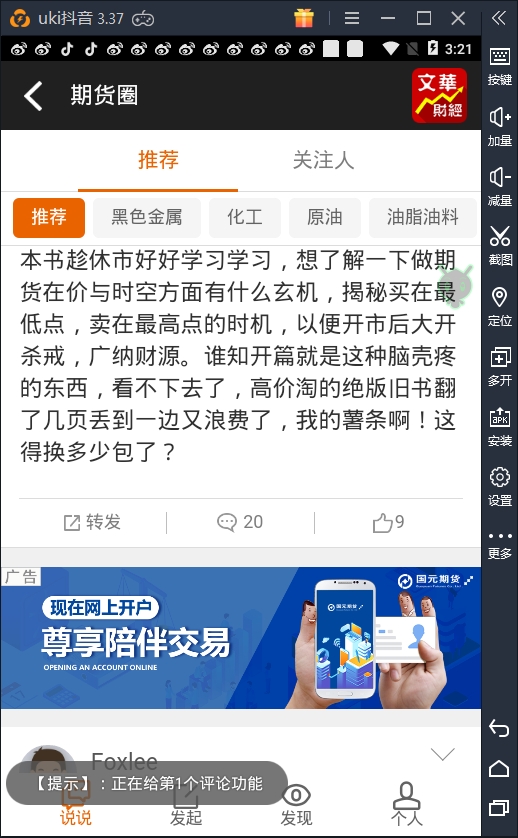 uki抖音 3.37
3:21
期货圈
文華
財經
推荐
关注人
推荐
黑色金属
化工
原油
油脂油料
本书趁休市好好学习学习，想了解一下做期
货在价与时空方面有什么玄机，揭秘买在最
低点，卖在最高点的时机，以便开市后大开
杀戒，广纳财源。谁知开篇就是这种脑壳疼
的东西，看不下去了，高价淘的绝版旧书翻
了几页丢到一边又浪费了，我的薯条啊！这
得换多少包了？
转发
20
9
广告
国元期货
现在网上开户
尊享陪伴交易
OPENING AN ACCOUNT ONLINE
国元期货
Foxlee
【提示】：正在给第1个评论功能
说说
发起
发现
个人
按键
加量
减量
截图
定位
多开
APK
安装
设置
更多